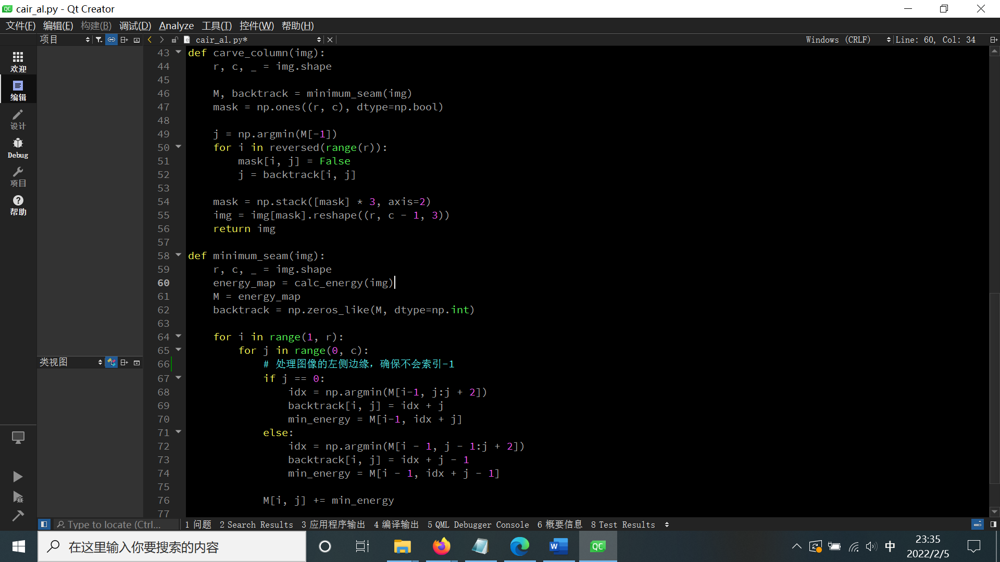 QC cair_al.py - Qt Creator
文件(F) 编辑(E) 构建(B) 调试(D) Analyze 工具(T) 控件(W) 帮助(H)
项目 cair_al.py* Windows (CRLF) Line: 60, Col: 34
欢迎
编辑
设计
Debug
项目
帮助
类视图
43 def carve_column(img):
44     r, c, _ = img.shape
45
46     M, backtrack = minimum_seam(img)
47     mask = np.ones((r, c), dtype=np.bool)
48
49     j = np.argmin(M[-1])
50     for i in reversed(range(r)):
51         mask[i, j] = False
52         j = backtrack[i, j]
53
54     mask = np.stack([mask] * 3, axis=2)
55     img = img[mask].reshape((r, c - 1, 3))
56     return img
57
58 def minimum_seam(img):
59     r, c, _ = img.shape
60     energy_map = calc_energy(img)
61     M = energy_map
62     backtrack = np.zeros_like(M, dtype=np.int)
63
64     for i in range(1, r):
65         for j in range(0, c):
66             # 处理图像的左侧边缘，确保不会索引-1
67             if j == 0:
68                 idx = np.argmin(M[i-1, j:j + 2])
69                 backtrack[i, j] = idx + j
70                 min_energy = M[i-1, idx + j]
71             else:
72                 idx = np.argmin(M[i - 1, j - 1:j + 2])
73                 backtrack[i, j] = idx + j - 1
74                 min_energy = M[i - 1, idx + j - 1]
75
76             M[i, j] += min_energy
77
Type to locate (Ctrl... 1 问题 2 Search Results 3 应用程序输出 4 编译输出 5 QML Debugger Console 6 概要信息 8 Test Results
在这里输入你要搜索的内容 W QC 中 23:35
2022/2/5